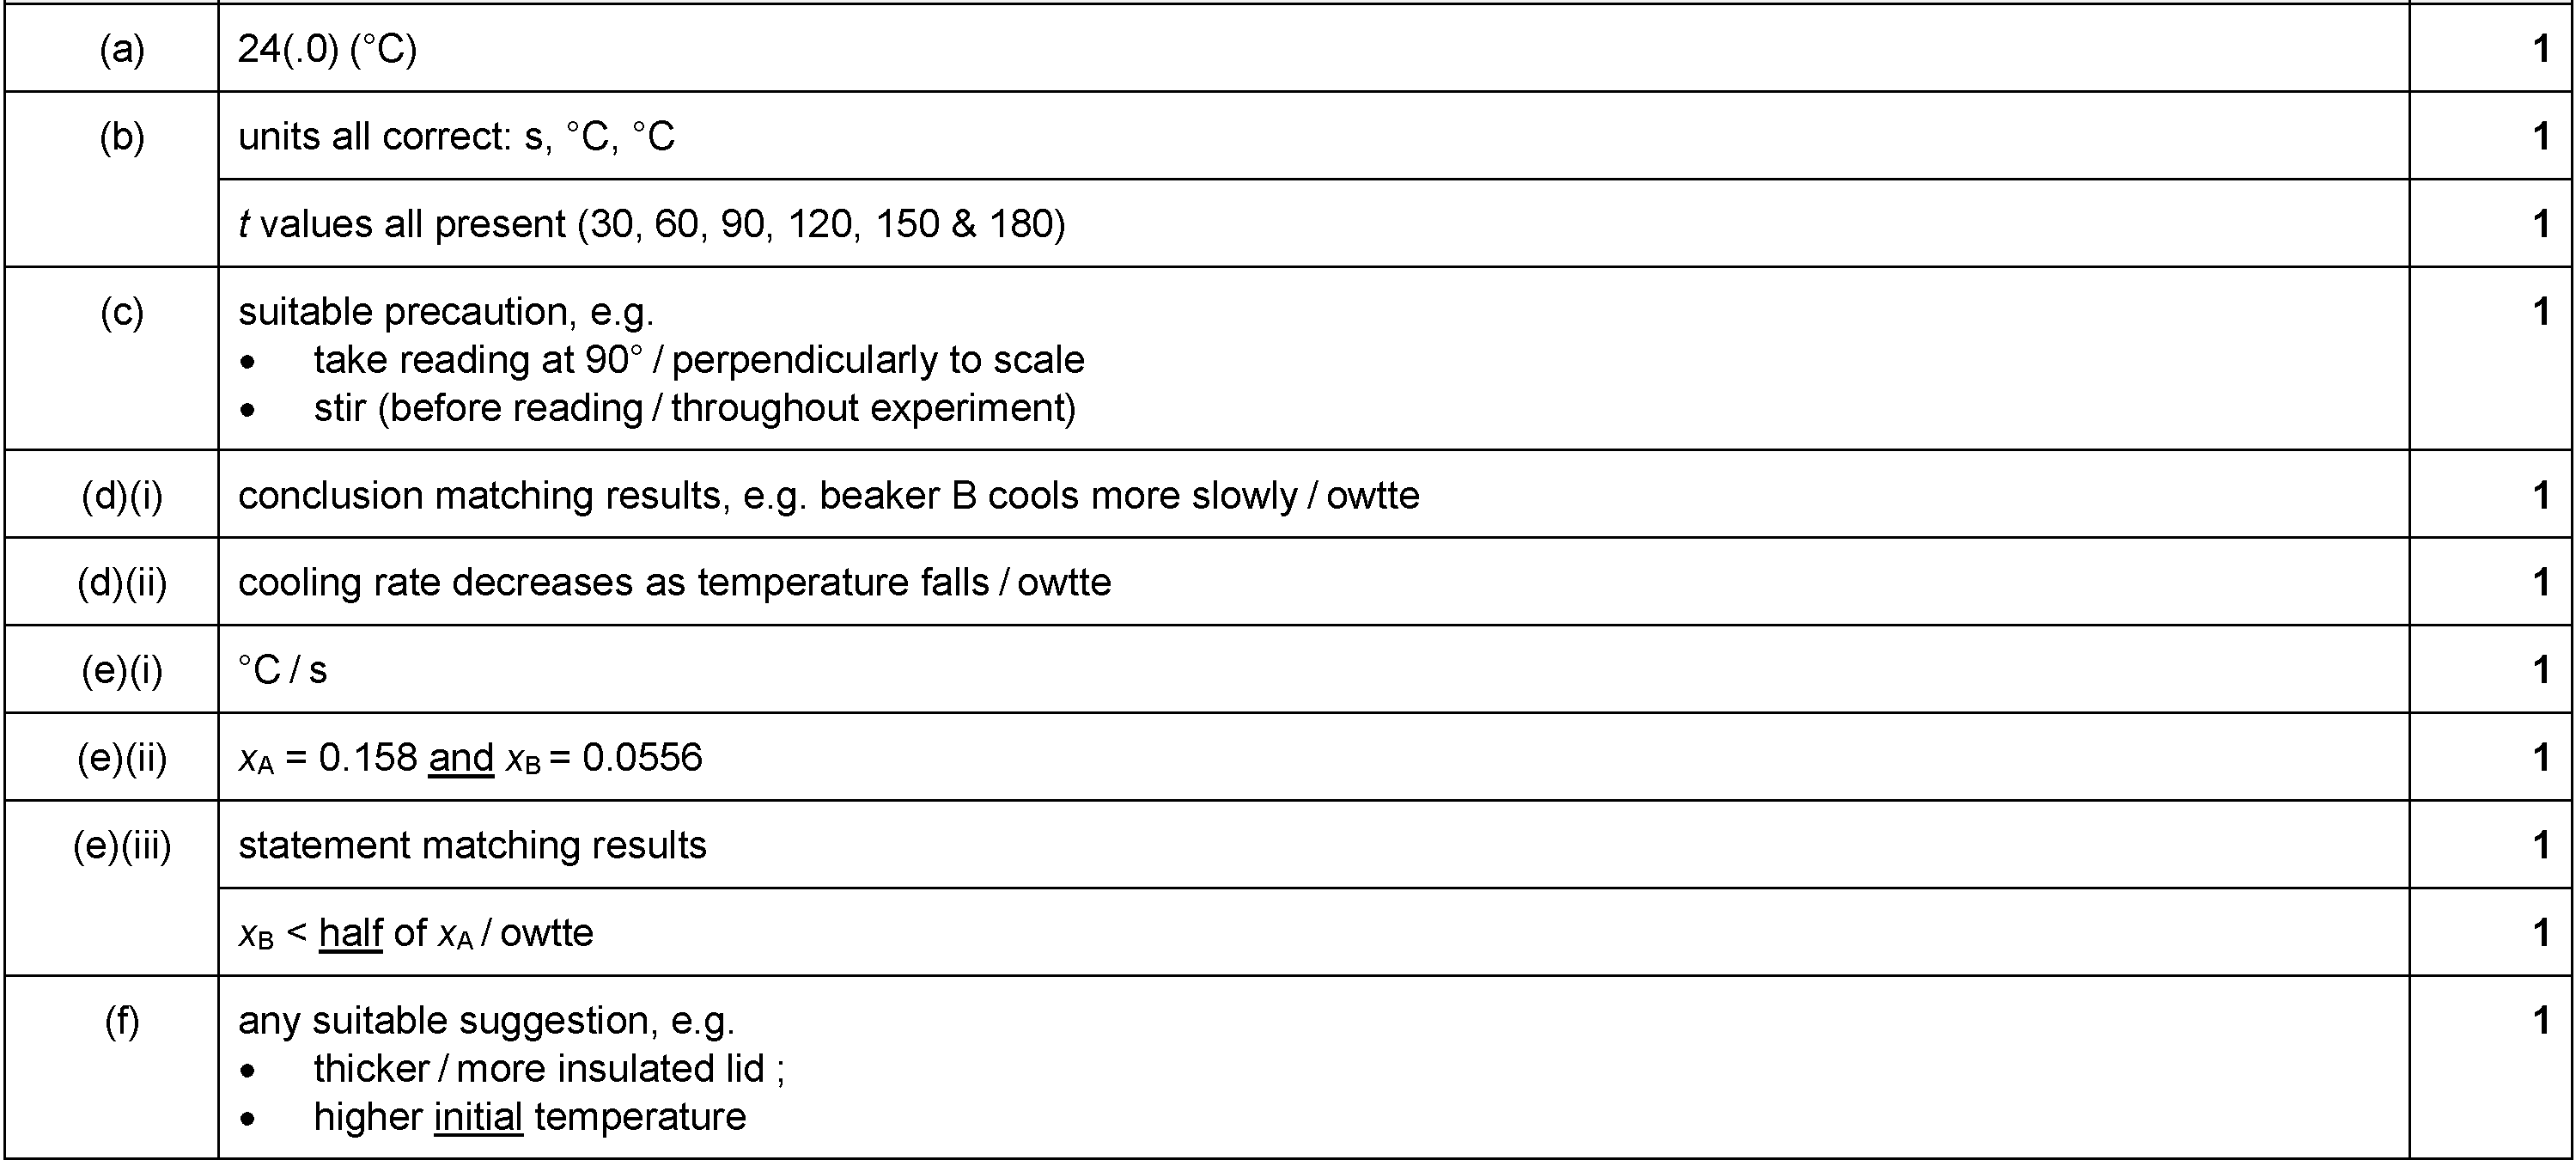 (a) 24(.0) (°C) 1
(b) units all correct: s, °C, °C 1
t values all present (30, 60, 90, 120, 150 & 180) 1
(c) suitable precaution, e.g. 1
• take reading at 90° / perpendicularly to scale
• stir (before reading / throughout experiment)
(d)(i) conclusion matching results, e.g. beaker B cools more slowly / owtte 1
(d)(ii) cooling rate decreases as temperature falls / owtte 1
(e)(i) °C / s 1
(e)(ii) xA = 0.158 and xB = 0.0556 1
(e)(iii) statement matching results 1
xB < half of xA / owtte 1
(f) any suitable suggestion, e.g. 1
• thicker / more insulated lid ;
• higher initial temperature